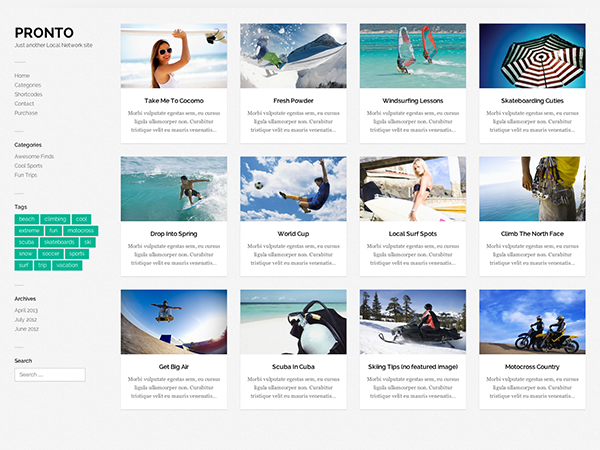 PRONTO
Just another Local Network site
Home
Categories
Shortcodes
Contact
Purchase
Categories
Awesome Finds
Cool Sports
Fun Trips
Tags
beach climbing cool
extreme fun motocross
scuba skateboards ski
snow soccer sports
surf trip vacation
Archives
April 2013
July 2012
June 2012
Search
Search ...
Take Me To Cocomo
Morbi vulputate egestas sem, eu cursus
ligula ullamcorper non. Curabitur
tristique velit eu mauris venenatis...
Fresh Powder
Morbi vulputate egestas sem, eu cursus
ligula ullamcorper non. Curabitur
tristique velit eu mauris venenatis...
Windsurfing Lessons
Morbi vulputate egestas sem, eu cursus
ligula ullamcorper non. Curabitur
tristique velit eu mauris venenatis...
Skateboarding Cuties
Morbi vulputate egestas sem, eu cursus
ligula ullamcorper non. Curabitur
tristique velit eu mauris venenatis...
Drop Into Spring
Morbi vulputate egestas sem, eu cursus
ligula ullamcorper non. Curabitur
tristique velit eu mauris venenatis...
World Cup
Morbi vulputate egestas sem, eu cursus
ligula ullamcorper non. Curabitur
tristique velit eu mauris venenatis...
Local Surf Spots
Morbi vulputate egestas sem, eu cursus
ligula ullamcorper non. Curabitur
tristique velit eu mauris venenatis...
Climb The North Face
Morbi vulputate egestas sem, eu cursus
ligula ullamcorper non. Curabitur
tristique velit eu mauris venenatis...
Get Big Air
Morbi vulputate egestas sem, eu cursus
ligula ullamcorper non. Curabitur
tristique velit eu mauris venenatis...
Scuba In Cuba
Morbi vulputate egestas sem, eu cursus
ligula ullamcorper non. Curabitur
tristique velit eu mauris venenatis...
Skiing Tips (no featured image)
Morbi vulputate egestas sem, eu cursus
ligula ullamcorper non. Curabitur
tristique velit eu mauris venenatis...
Motocross Country
Morbi vulputate egestas sem, eu cursus
ligula ullamcorper non. Curabitur
tristique velit eu mauris venenatis...